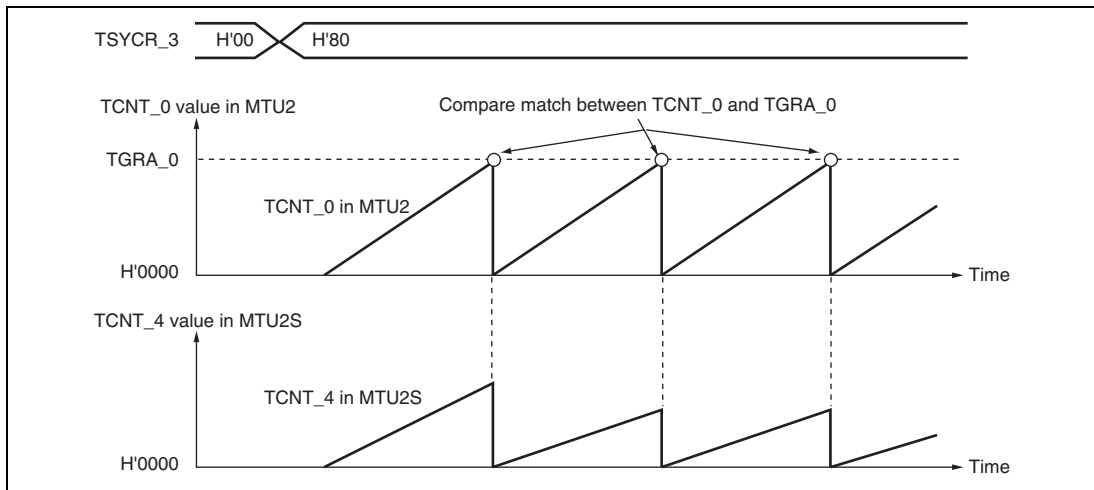 TSYCR_3 H'00 H'80
TCNT_0 value in MTU2
Compare match between TCNT_0 and TGRA_0
TGRA_0
TCNT_0 in MTU2
H'0000
Time
TCNT_4 value in MTU2S
TCNT_4 in MTU2S
H'0000
Time